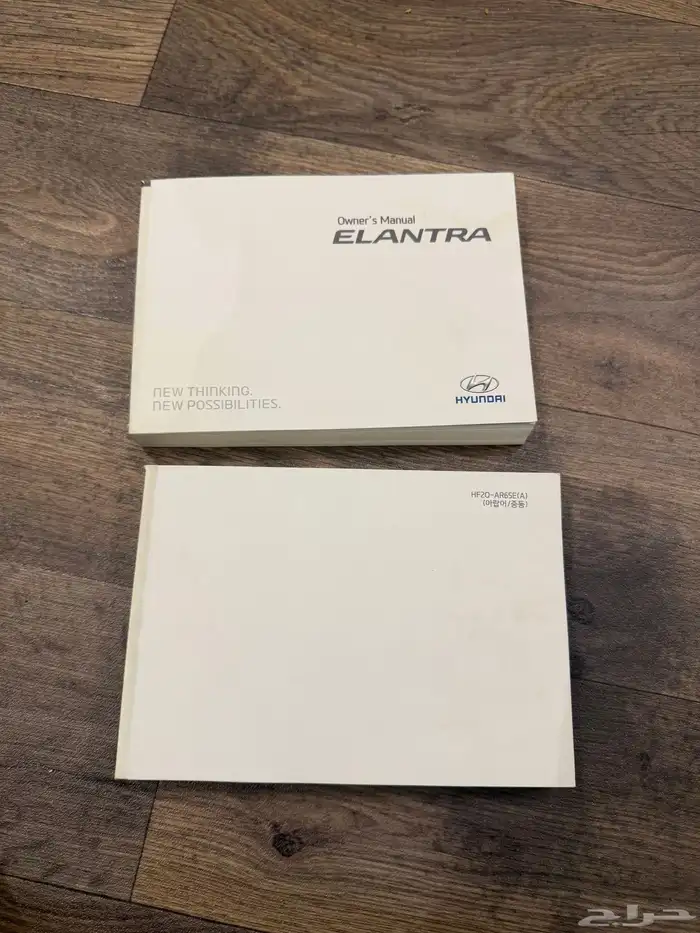 Owner's Manual
ELANTRA
NEW THINKING.
NEW POSSIBILITIES.
HYUNDAI
HF20-AR65E(A)
(아랍어/중동)
حراج